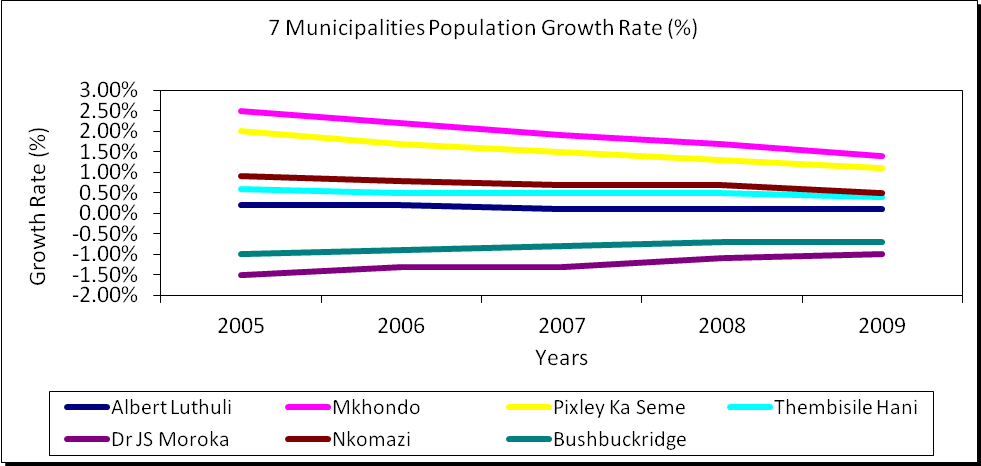 7 Municipalities Population Growth Rate (%)
Growth Rate (%)
3.00%
2.50%
2.00%
1.50%
1.00%
0.50%
0.00%
-0.50%
-1.00%
-1.50%
-2.00%
2005 2006 2007 2008 2009
Years
Albert Luthuli Mkhondo Pixley Ka Seme Thembisile Hani
Dr JS Moroka Nkomazi Bushbuckridge